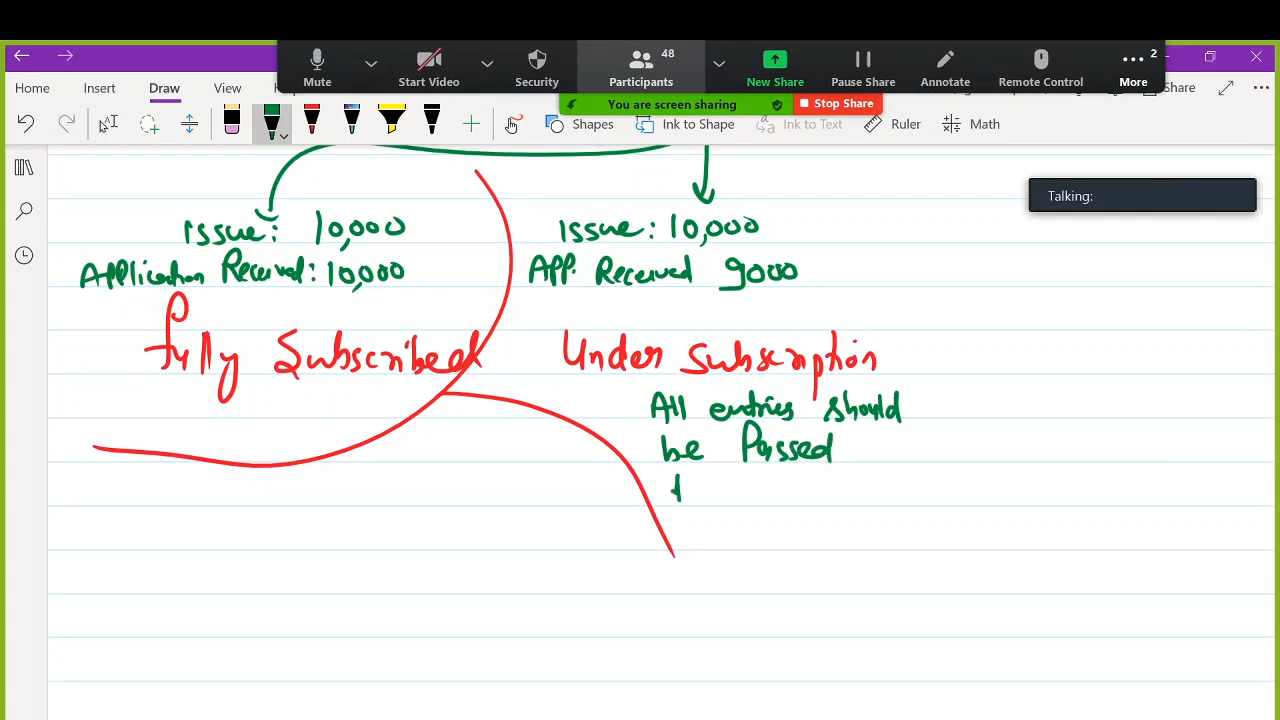 Mute
Start Video
Security
48
Participants
New Share
Pause Share
Annotate
Remote Control
2
More
Home
Insert
Draw
View
You are screen sharing
Stop Share
Share
Shapes
Ink to Shape
Ink to Text
Ruler
Math
Talking:
Issue: 10,000
Application Received: 10,000
fully Subscribed
Issue: 10,000
App. Received 9000
Under subscription
All entries should
be Passed